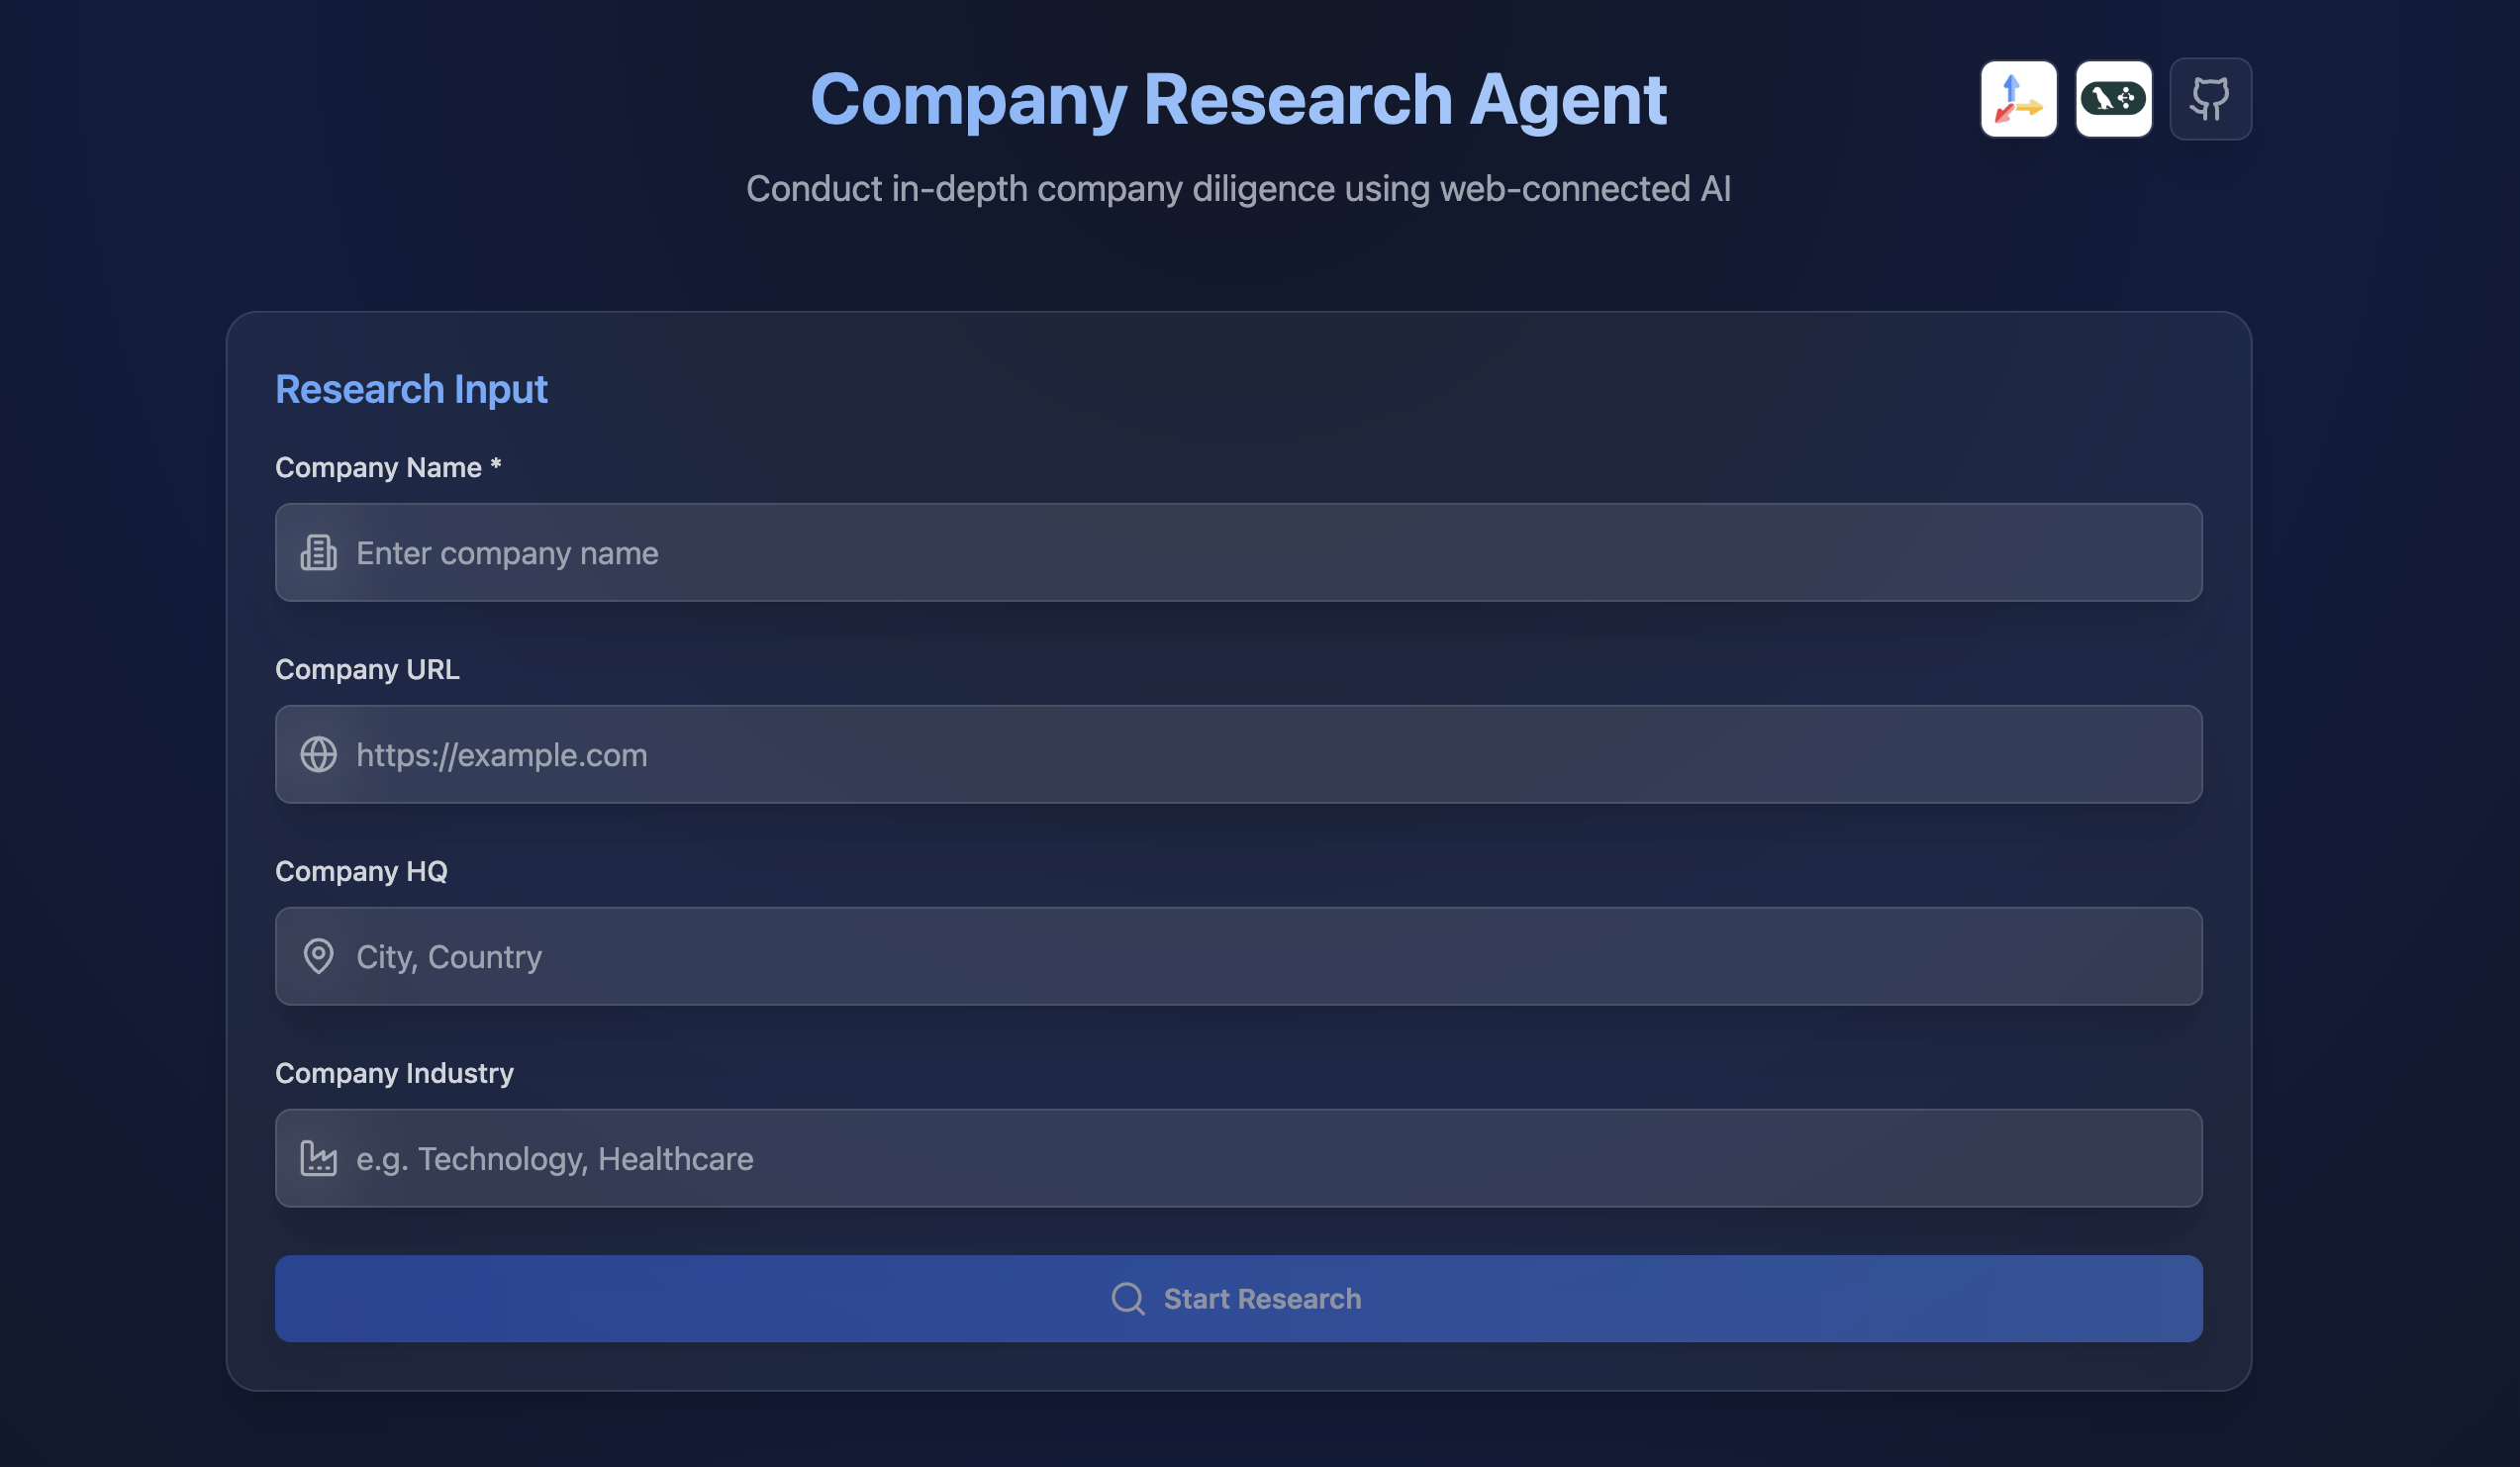 Company Research Agent
Conduct in-depth company diligence using web-connected AI
Research Input
Company Name *
Enter company name
Company URL
https://example.com
Company HQ
City, Country
Company Industry
e.g. Technology, Healthcare
Start Research